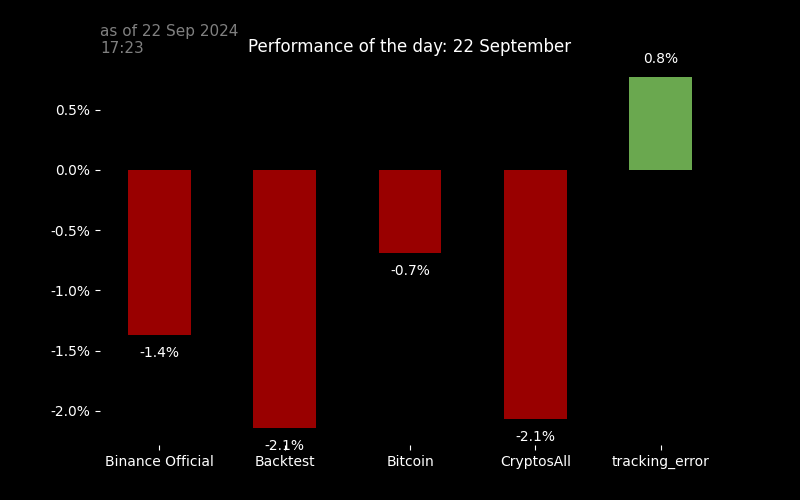 as of 22 Sep 2024
17:23
Performance of the day: 22 September
0.8%
0.5%
0.0%
-0.5%
-0.7%
-1.0%
-1.5%
-1.4%
-2.0%
-2.1%
-2.1%
Binance Official
Backtest
Bitcoin
CryptosAll
tracking_error